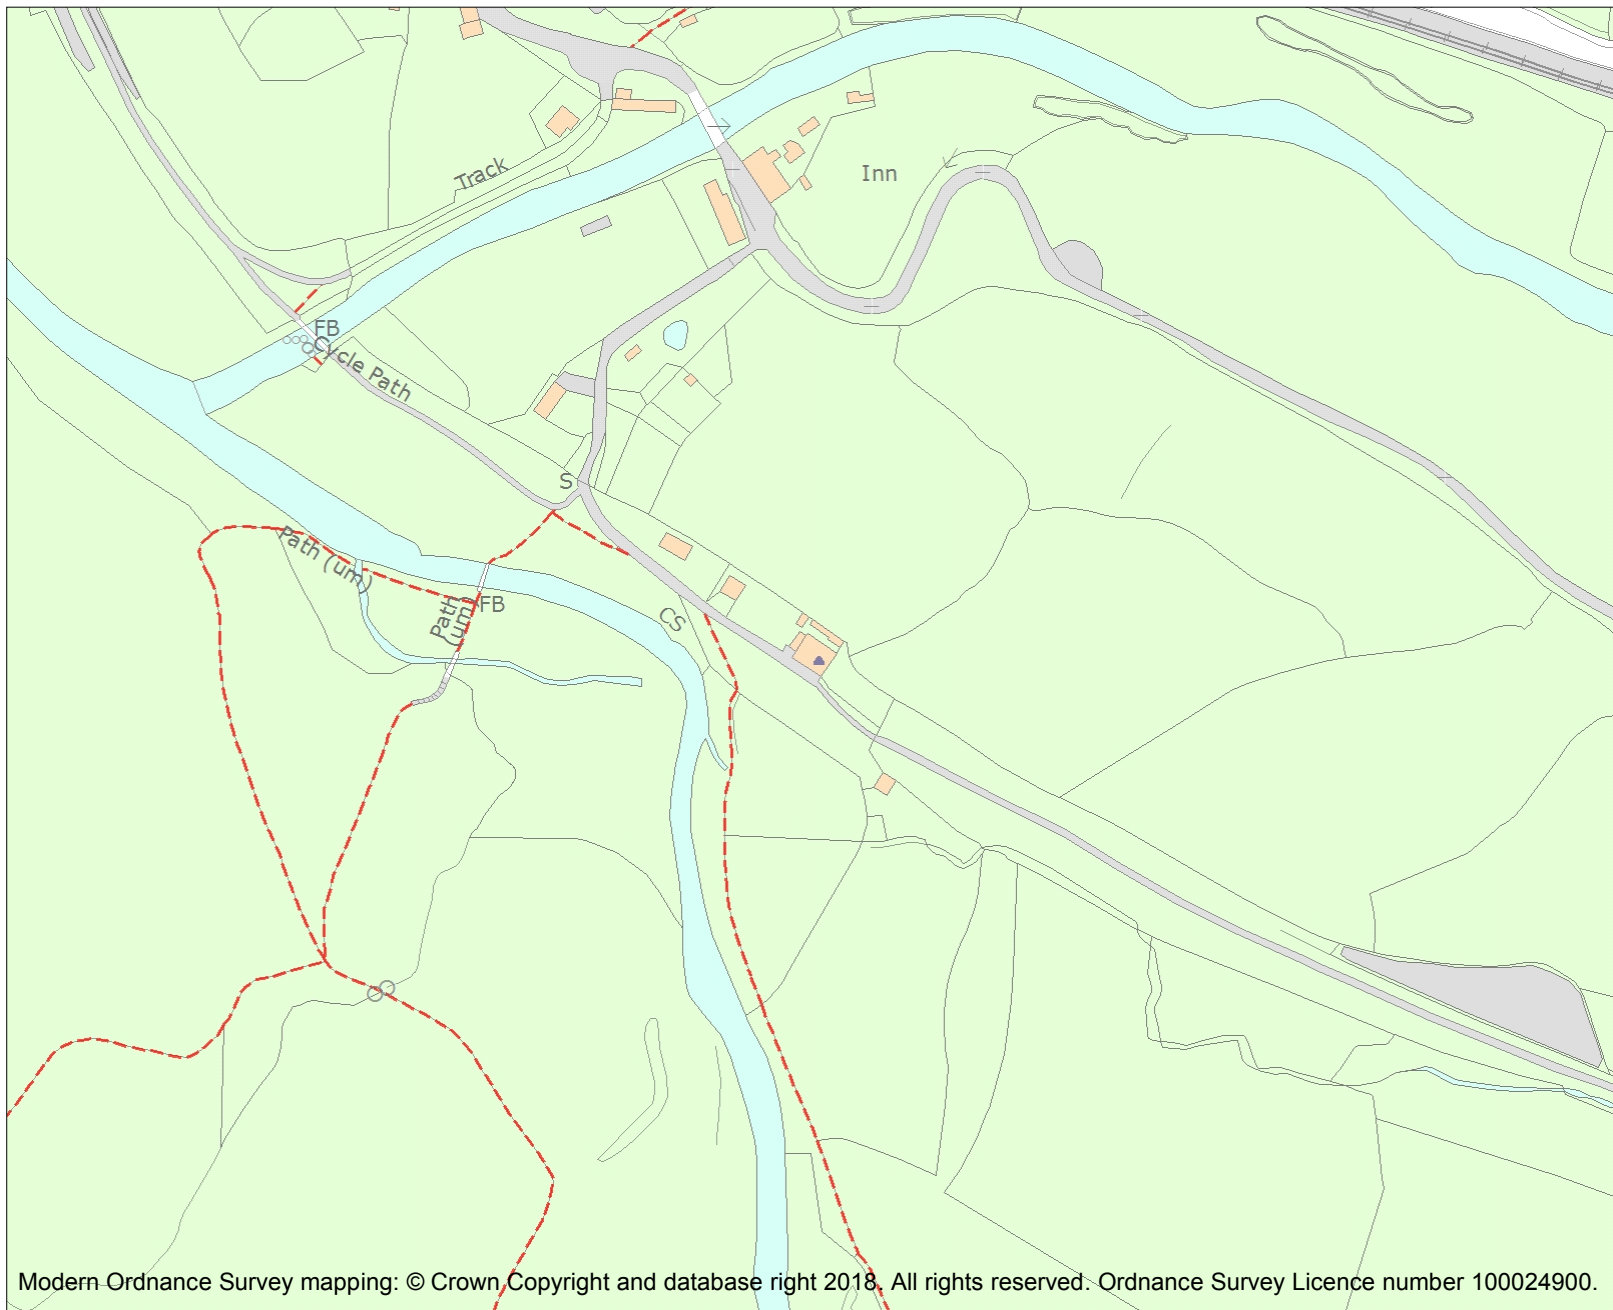 Inn
Track
FB
Cycle Path
S
Path (um)
Path
(um)
FB
CS
Modern Ordnance Survey mapping: © Crown Copyright and database right 2018. All rights reserved. Ordnance Survey Licence number 100024900.